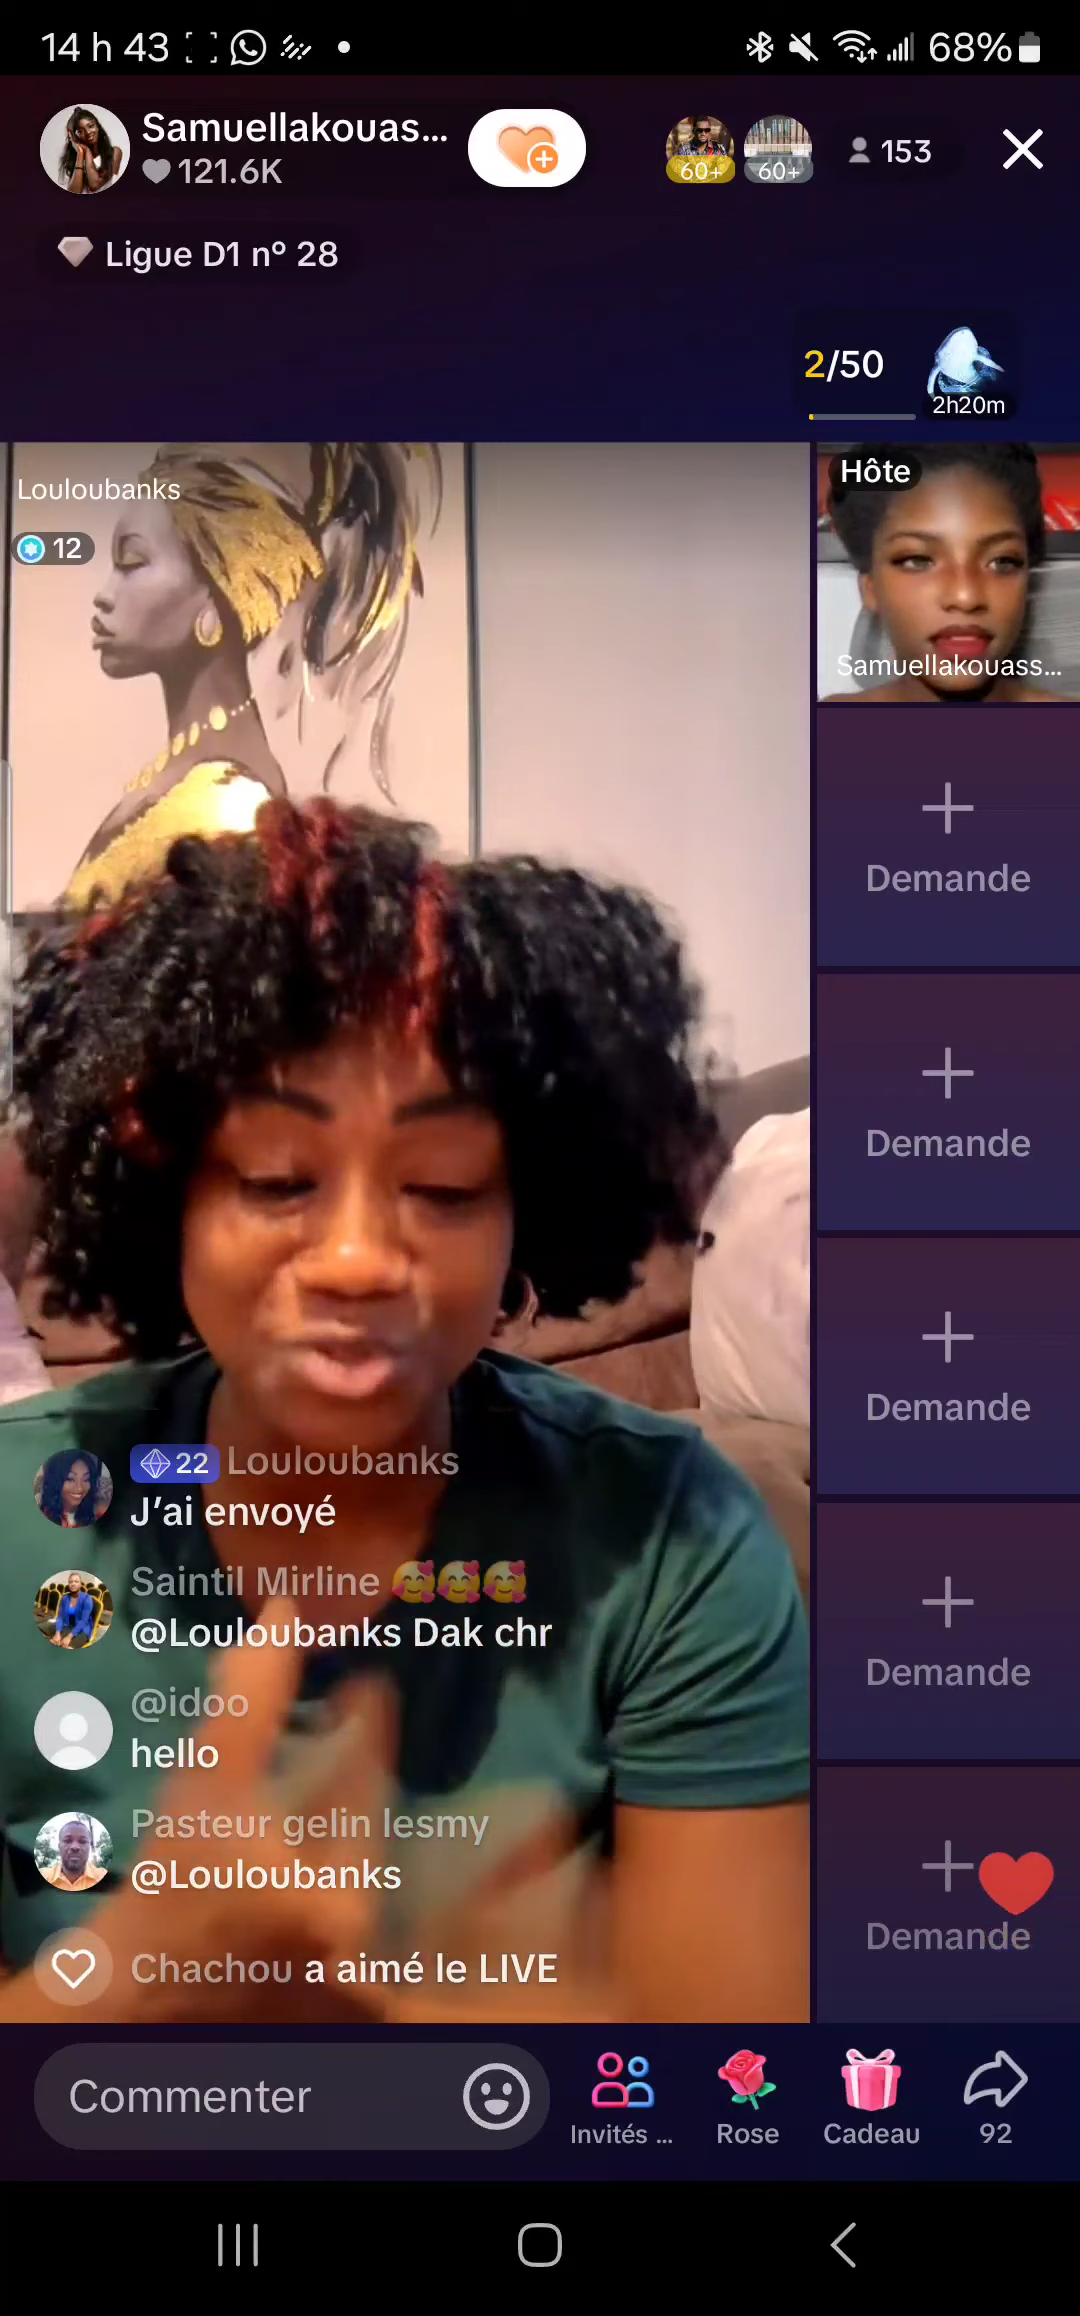 14 h 43
68%
Samuellakouas...
121.6K
60+
60+
153
Ligue D1 nº 28
2/50
2h20m
Louloubanks
12
Hôte
Samuellakouass...
Demande
Demande
Demande
Demande
Demande
22 Louloubanks
J'ai envoyé
Saintil Mirline 🥰🥰🥰
@Louloubanks Dak chr
@idoo
hello
Pasteur gelin lesmy
@Louloubanks
Chachou a aimé le LIVE
Commenter
Invités ...
Rose
Cadeau
92